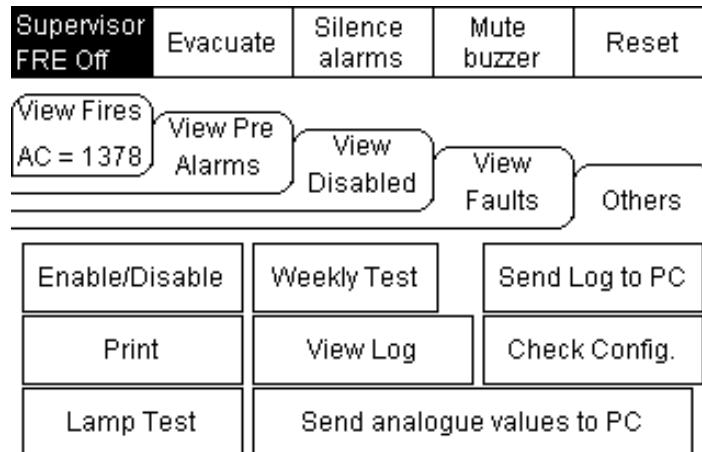 Supervisor
FRE Off
Evacuate
Silence
alarms
Mute
buzzer
Reset
View Fires
AC = 1378
View Pre
Alarms
View
Disabled
View
Faults
Others
Enable/Disable
Weekly Test
Send Log to PC
Print
View Log
Check Config.
Lamp Test
Send analogue values to PC